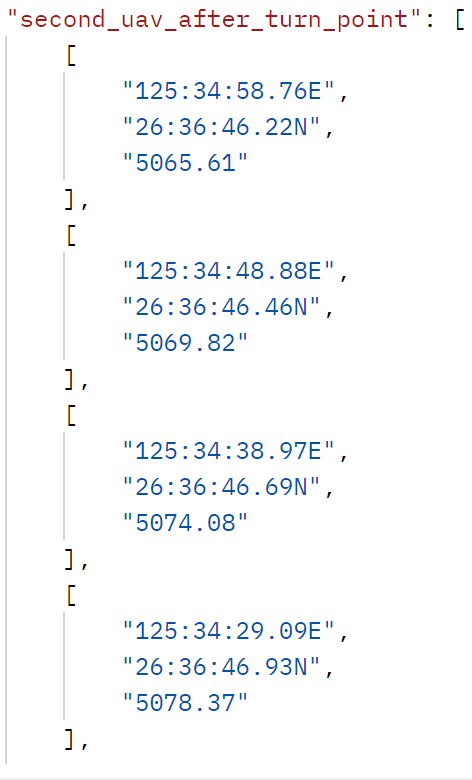 "second_uav_after_turn_point": [
[
"125:34:58.76E",
"26:36:46.22N",
"5065.61"
],
[
"125:34:48.88E",
"26:36:46.46N",
"5069.82"
],
[
"125:34:38.97E",
"26:36:46.69N",
"5074.08"
],
[
"125:34:29.09E",
"26:36:46.93N",
"5078.37"
],